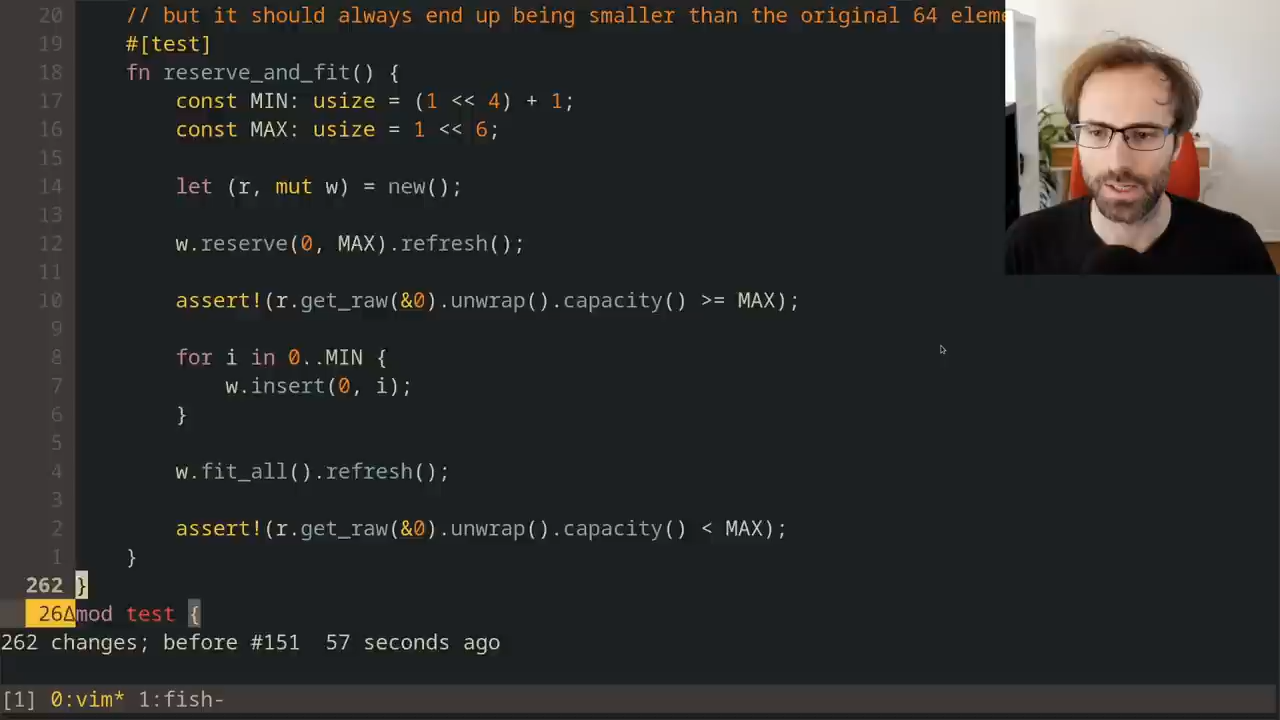 20 // but it should always end up being smaller than the original 64 eleme
19 #[test]
18 fn reserve_and_fit() {
17 const MIN: usize = (1 << 4) + 1;
16 const MAX: usize = 1 << 6;
15
14 let (r, mut w) = new();
13
12 w.reserve(0, MAX).refresh();
11
10 assert!(r.get_raw(&0).unwrap().capacity() >= MAX);
9
8 for i in 0..MIN {
7 w.insert(0, i);
6 }
5
4 w.fit_all().refresh();
3
2 assert!(r.get_raw(&0).unwrap().capacity() < MAX);
1 }
262 }
26Δmod test {
262 changes; before #151 57 seconds ago
[1] 0:vim* 1:fish-